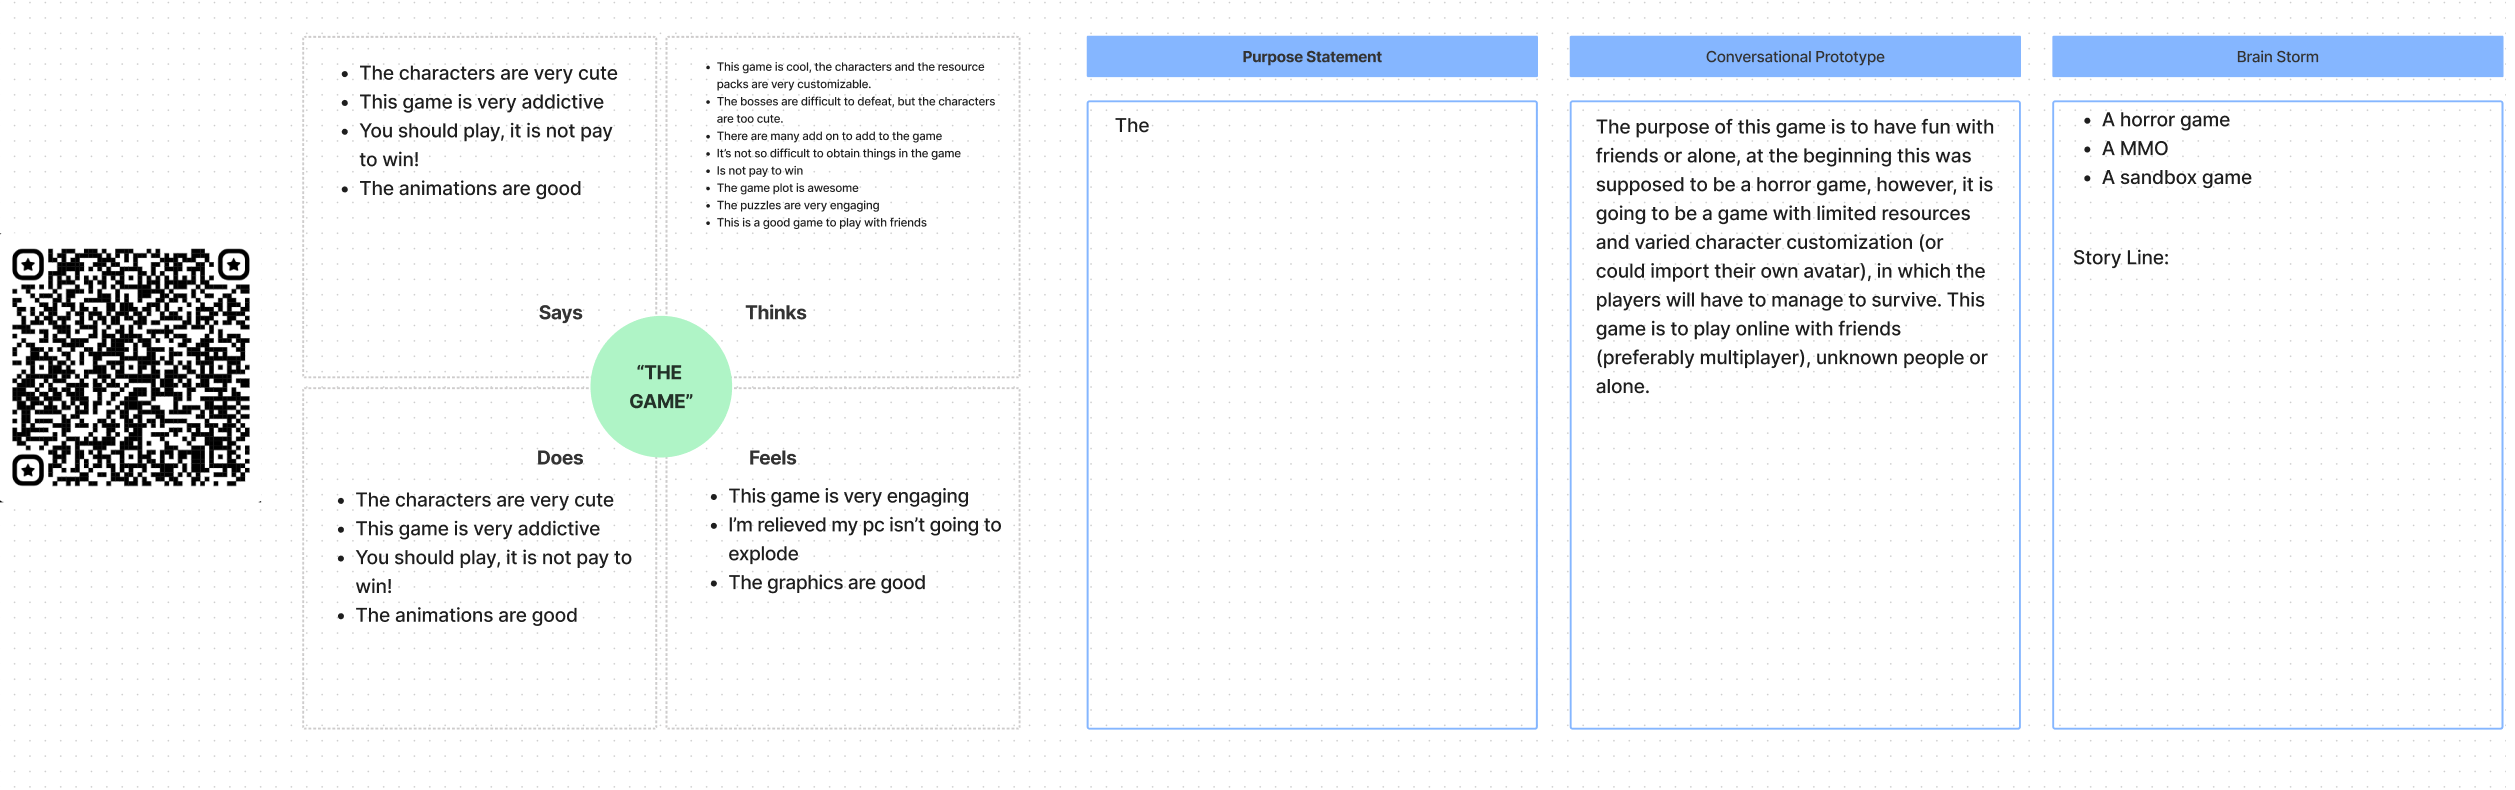 • The characters are very cute
• This game is very addictive
• You should play, it is not pay
to win!
• The animations are good
Says
• This game is cool, the characters and the resource
packs are very customizable.
• The bosses are difficult to defeat, but the characters
are too cute.
• There are many add on to add to the game
• It’s not so difficult to obtain things in the game
• Is not pay to win
• The game plot is awesome
• The puzzles are very engaging
• This is a good game to play with friends
Thinks
“THE
GAME”
Does
• The characters are very cute
• This game is very addictive
• You should play, it is not pay to
win!
• The animations are good
Feels
• This game is very engaging
• I’m relieved my pc isn’t going to
explode
• The graphics are good
Purpose Statement
The
Conversational Prototype
The purpose of this game is to have fun with
friends or alone, at the beginning this was
supposed to be a horror game, however, it is
going to be a game with limited resources
and varied character customization (or
could import their own avatar), in which the
players will have to manage to survive. This
game is to play online with friends
(preferably multiplayer), unknown people or
alone.
Brain Storm
• A horror game
• A MMO
• A sandbox game
Story Line: